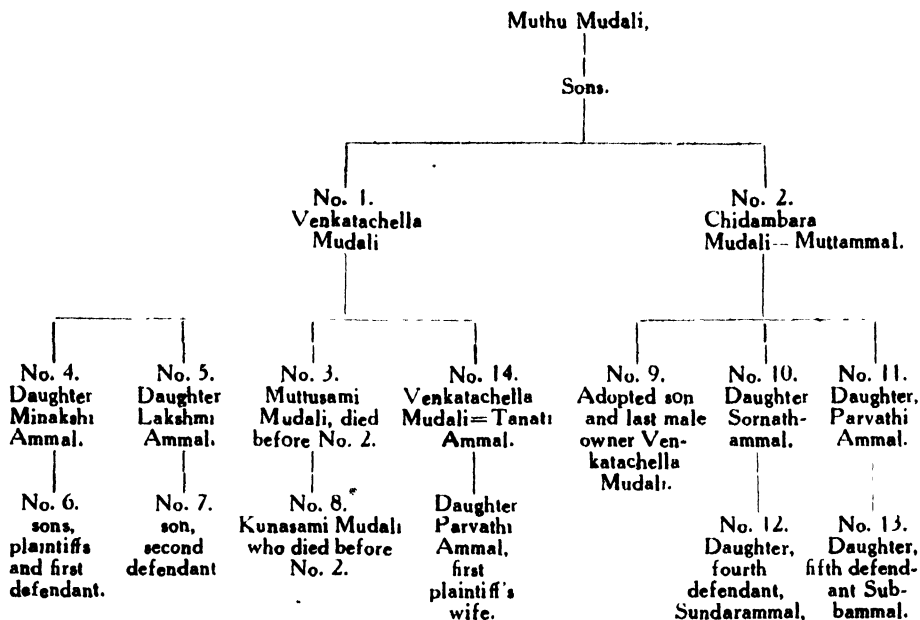 Muthu Mudali,
Sons.
No. 1.
Venkatachella
Mudali
No. 2.
Chidambara
Mudali-- Muttammal.
No. 4.
Daughter
Minakshi
Ammal.
No. 5.
Daughter
Lakshmi
Ammal.
No. 3.
Muttusami
Mudali, died
before No. 2.
No. 14.
Venkatachella
Mudali=Tanati
Ammal.
No. 9.
Adopted son
and last male
owner Ven-
katachella
Mudali.
No. 10.
Daughter
Sornath-
ammal.
No. 11.
Daughter,
Parvathi
Ammal.
No. 6.
sons,
plaintiffs
and first
defendant.
No. 7.
son,
second
defendant
No. 8.
Kunasami Mudali
who died before
No. 2.
Daughter
Parvathi
Ammal,
first
plaintiff's
wife.
No. 12.
Daughter,
fourth
defendant,
Sundarammal,
No. 13.
Daughter,
fifth defend-
ant Sub-
bammal.